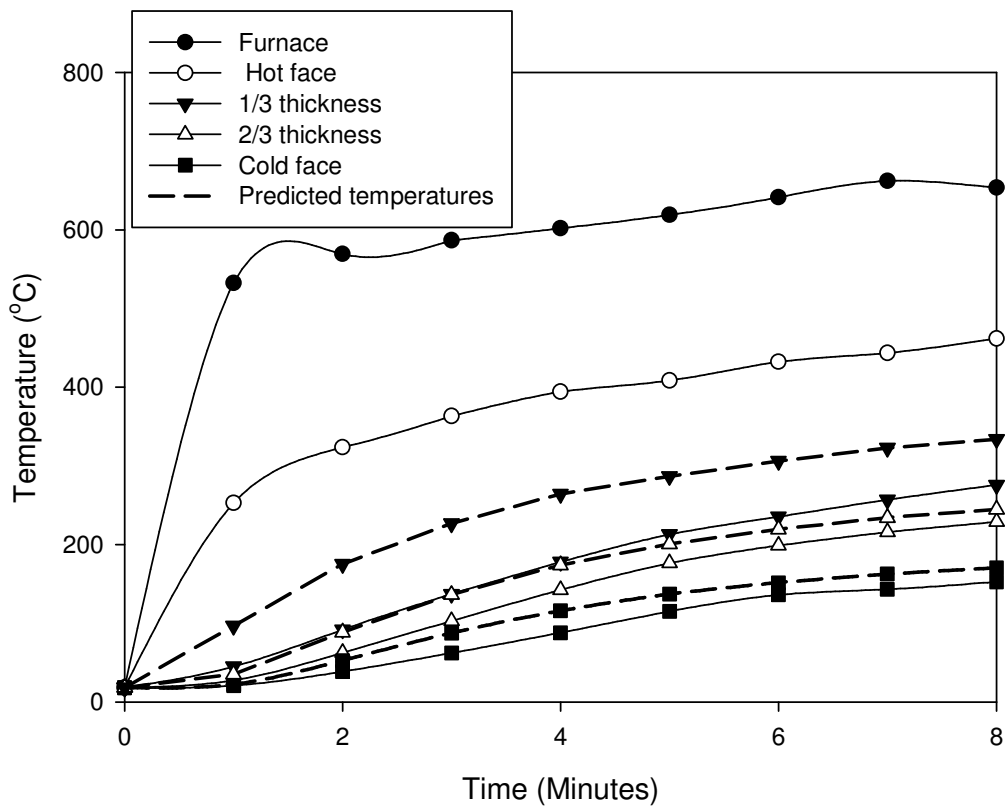 Furnace
Hot face
1/3 thickness
2/3 thickness
Cold face
Predicted temperatures
800
600
400
200
0
Temperature (°C)
0 2 4 6 8
Time (Minutes)